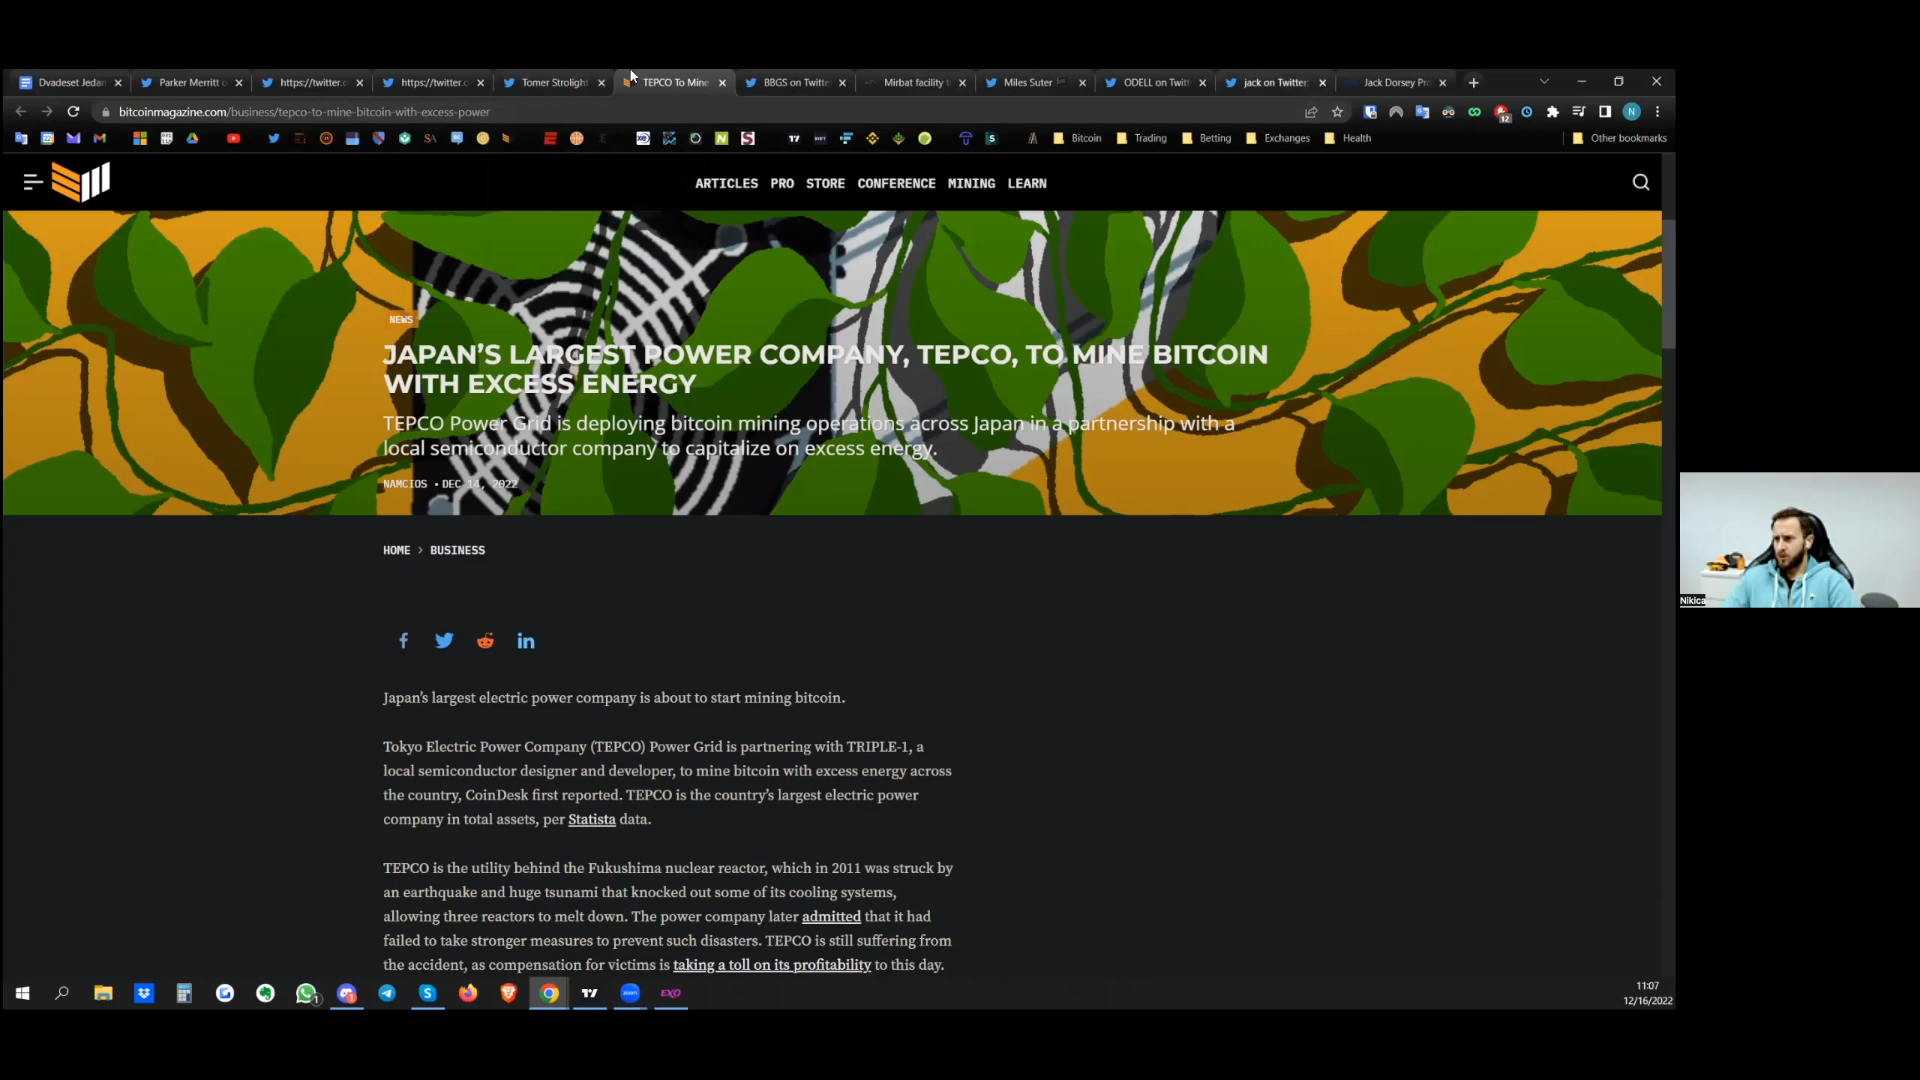 Dvadeset Jedan
Parker Merritt o
https://twitter.c
https://twitter.c
Tomer Strolight
TEPCO To Mine
BBGS on Twitte
Mirbat facility t
Miles Suter
ODELL on Twitt
jack on Twitter:
Jack Dorsey Pro
bitcoinmagazine.com/business/tepco-to-mine-bitcoin-with-excess-power
12
N
Bitcoin
Trading
Betting
Exchanges
Health
Other bookmarks
ARTICLES PRO STORE CONFERENCE MINING LEARN
NEWS
JAPAN’S LARGEST POWER COMPANY, TEPCO, TO MINE BITCOIN
WITH EXCESS ENERGY
TEPCO Power Grid is deploying bitcoin mining operations across Japan in a partnership with a
local semiconductor company to capitalize on excess energy.
NAMCIOS • DEC 14, 2022
HOME > BUSINESS
Japan’s largest electric power company is about to start mining bitcoin.
Tokyo Electric Power Company (TEPCO) Power Grid is partnering with TRIPLE-1, a
local semiconductor designer and developer, to mine bitcoin with excess energy across
the country, CoinDesk first reported. TEPCO is the country’s largest electric power
company in total assets, per Statista data.
TEPCO is the utility behind the Fukushima nuclear reactor, which in 2011 was struck by
an earthquake and huge tsunami that knocked out some of its cooling systems,
allowing three reactors to melt down. The power company later admitted that it had
failed to take stronger measures to prevent such disasters. TEPCO is still suffering from
the accident, as compensation for victims is taking a toll on its profitability to this day.
Nikica
zoom
EXO
11:07
12/16/2022